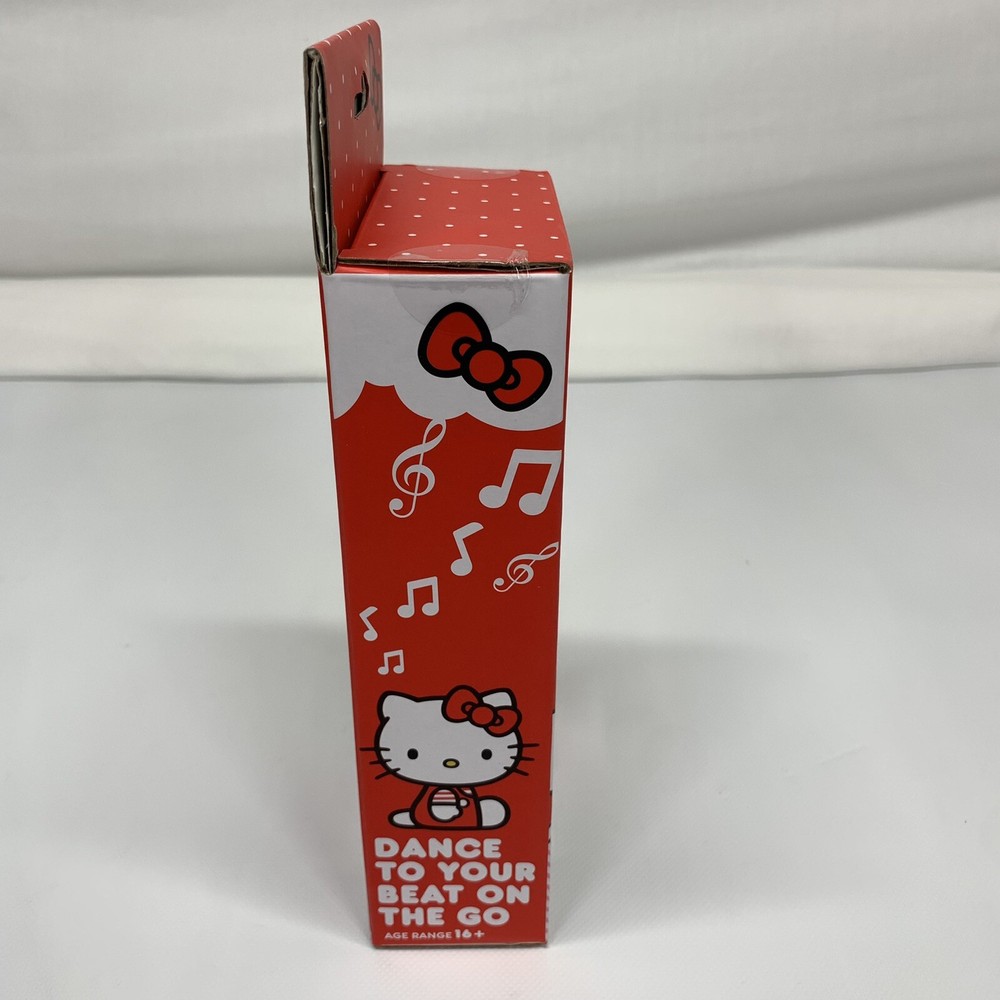 DANCE
TO YOUR
BEAT ON
THE GO
AGE RANGE 16+